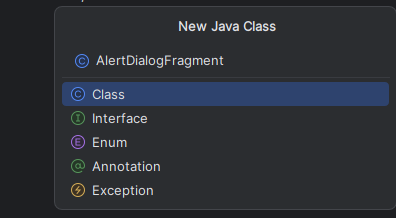 New Java Class
AlertDialogFragment
Class
Interface
Enum
Annotation
Exception